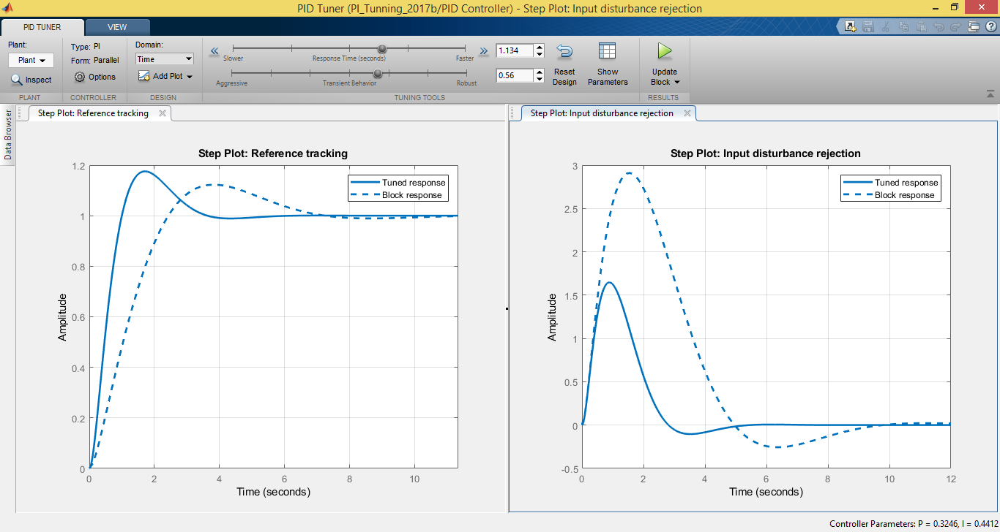 PID Tuner (PI_Tunning_2017b/PID Controller) - Step Plot: Input disturbance rejection
PID TUNER
VIEW
Plant:
Plant
Inspect
PLANT
Type: PI
Form: Parallel
Options
CONTROLLER
Domain:
Time
Add Plot
DESIGN
Slower
Response Time (seconds)
Faster
1.134
Aggressive
Transient Behavior
Robust
0.56
Reset
Design
Show
Parameters
TUNING TOOLS
Update
Block
RESULTS
Data Browser
Step Plot: Reference tracking
Step Plot: Input disturbance rejection
Step Plot: Reference tracking
Tuned response
Block response
1.2
1
0.8
0.6
0.4
0.2
0
Amplitude
0 2 4 6 8 10
Time (seconds)
Step Plot: Input disturbance rejection
Tuned response
Block response
3
2.5
2
1.5
1
0.5
0
-0.5
Amplitude
0 2 4 6 8 10 12
Time (seconds)
Controller Parameters: P = 0.3246, I = 0.4412